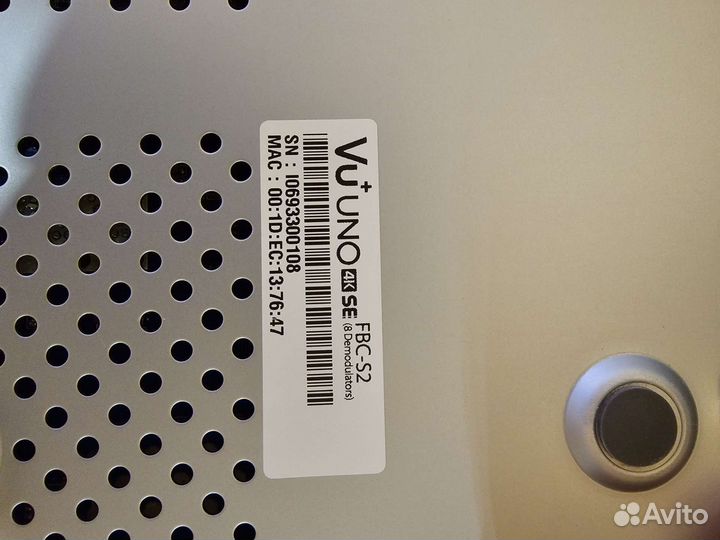 Vu+ UNO 4K SE FBC-S2
(8 Demodulators)
SN : I0693300108
MAC : 00:1D:EC:13:76:47
Avito